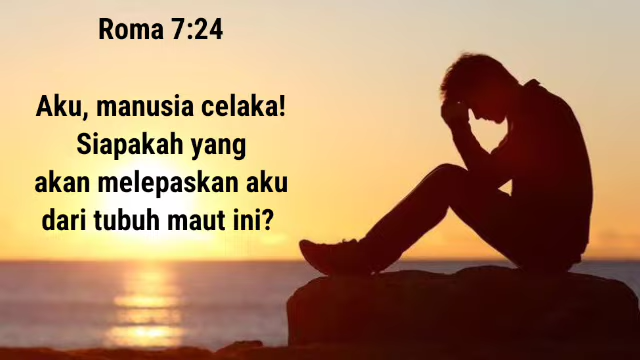 Roma 7:24
Aku, manusia celaka!
Siapakah yang
akan melepaskan aku
dari tubuh maut ini?